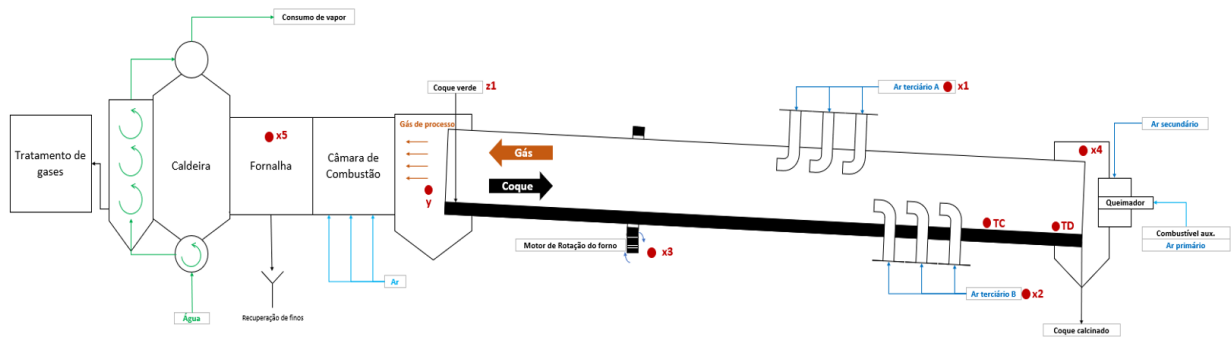 Consumo de vapor
Tratamento de
gases
Caldeira
Fornalha
x5
Câmara de
Combustão
Gás de processo
y
Coque verde
z1
Gás
Coque
Motor de Rotação do forno
x3
Ar terciário A
x1
Ar terciário B
x2
TC
TD
x4
Ar secundário
Queimador
Combustível aux.
Ar primário
Coque calcinado
Ar
Água
Recuperação de finos